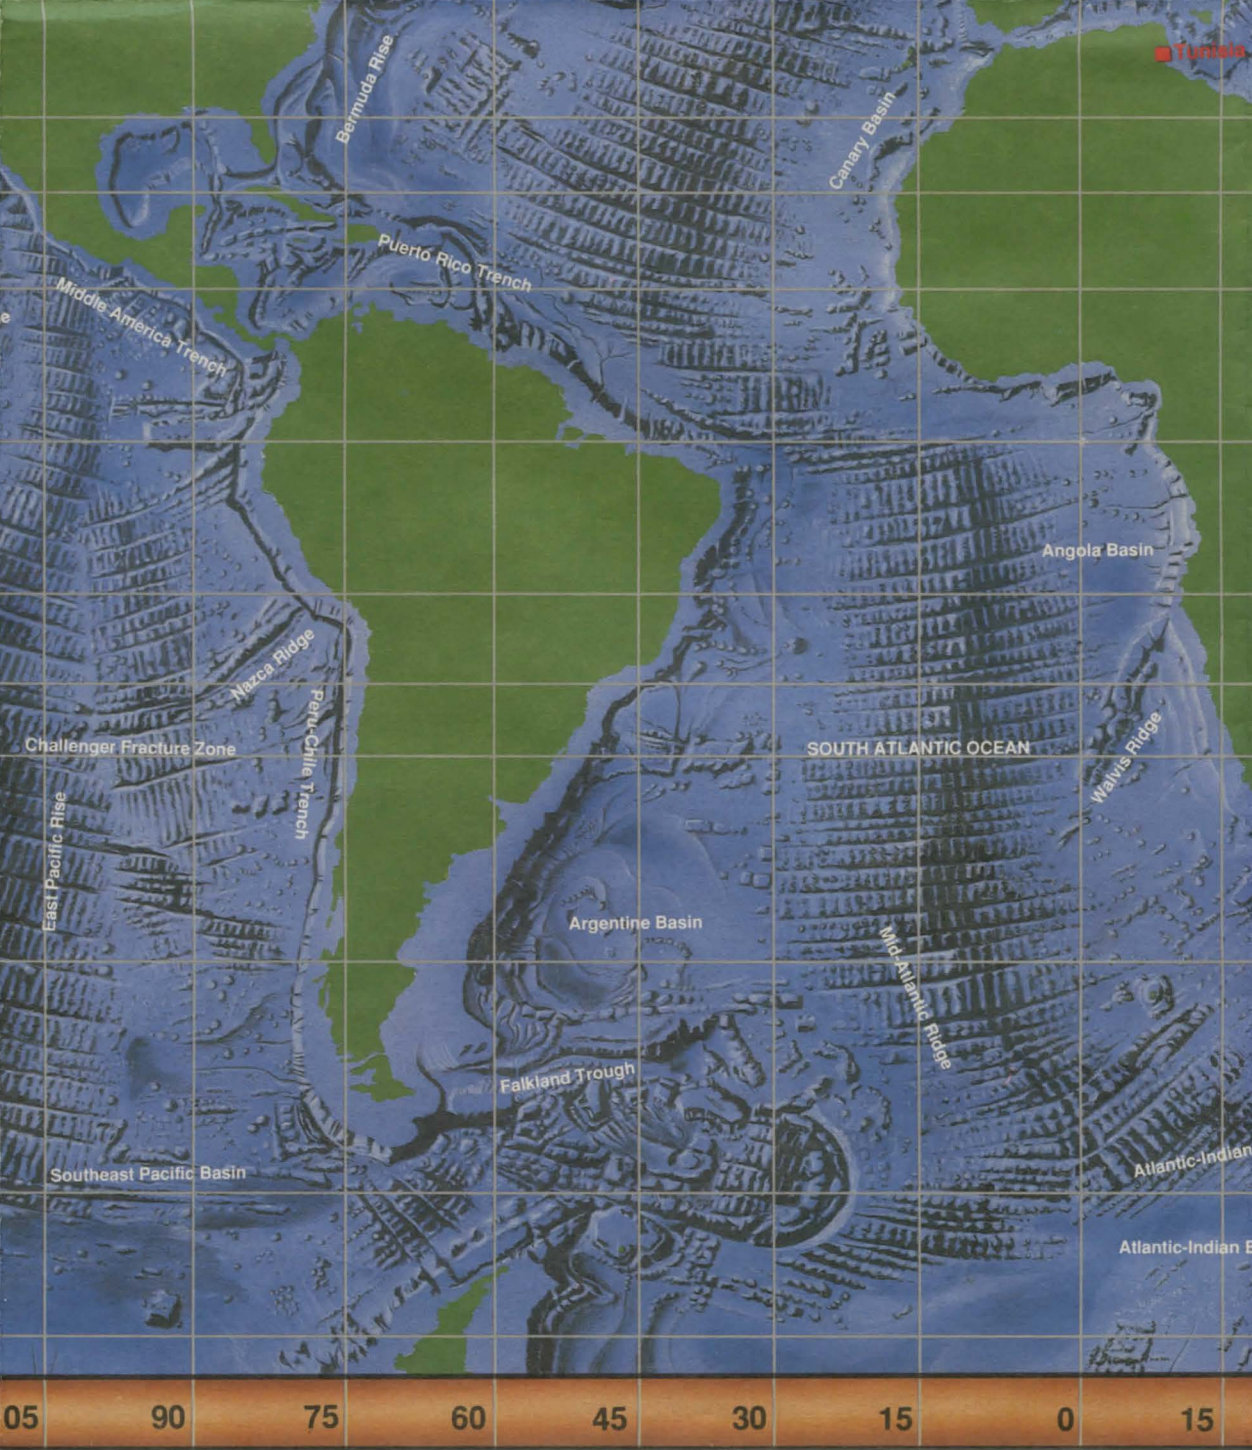 Bermuda Rise
Tunisia
Canary Basin
Puerto Rico Trench
Middle America Trench
e
Angola Basin
Nazca Ridge
Peru-Chile Trench
Challenger Fracture Zone
SOUTH ATLANTIC OCEAN
Walvis Ridge
East Pacific Rise
Argentine Basin
Mid-Atlantic Ridge
Falkland Trough
Southeast Pacific Basin
Atlantic-Indian
Atlantic-Indian B
05 90 75 60 45 30 15 0 15